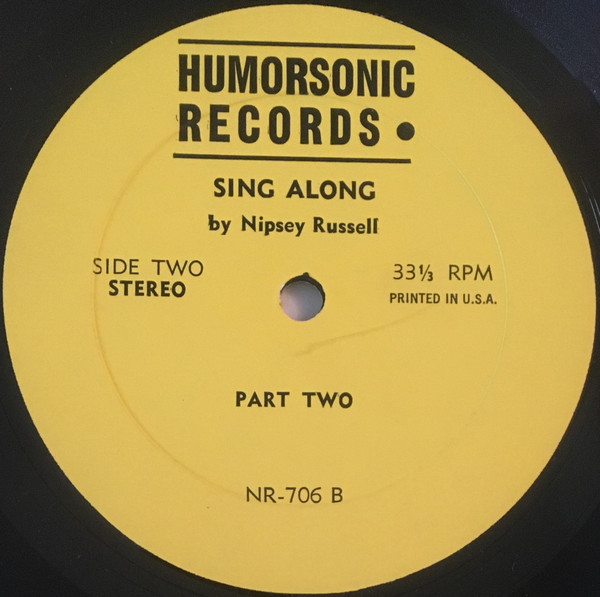 HUMORSONIC
RECORDS •
SING ALONG
by Nipsey Russell
SIDE TWO
STEREO
33⅓ RPM
PRINTED IN U.S.A.
PART TWO
NR-706 B